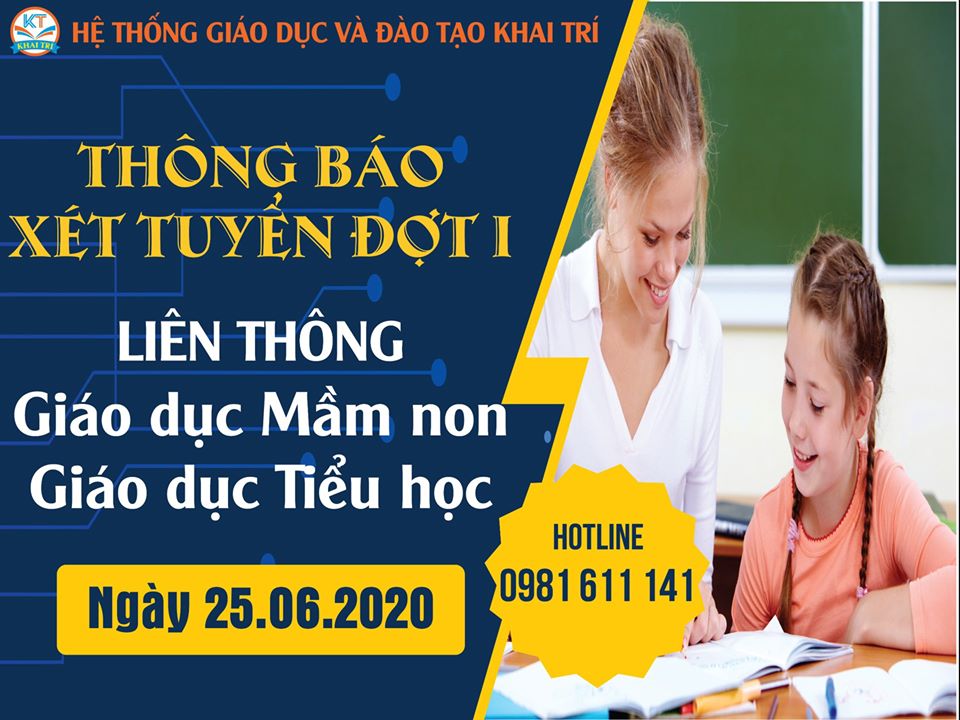 KT
KHAI TRÍ
HỆ THỐNG GIÁO DỤC VÀ ĐÀO TẠO KHAI TRÍ
THÔNG BÁO
XÉT TUYỂN ĐỢT I
LIÊN THÔNG
Giáo dục Mầm non
Giáo dục Tiểu học
Ngày 25.06.2020
HOTLINE
0981 611 141